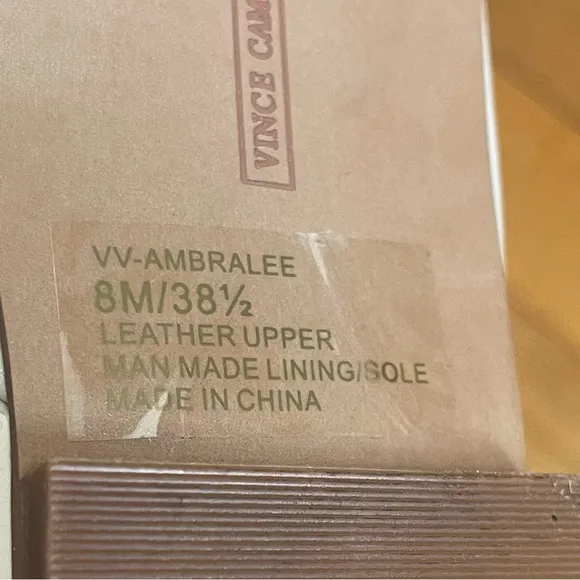 VINCE CAM
VV-AMBRALEE
8M/38½
LEATHER UPPER
MAN MADE LINING/SOLE
MADE IN CHINA